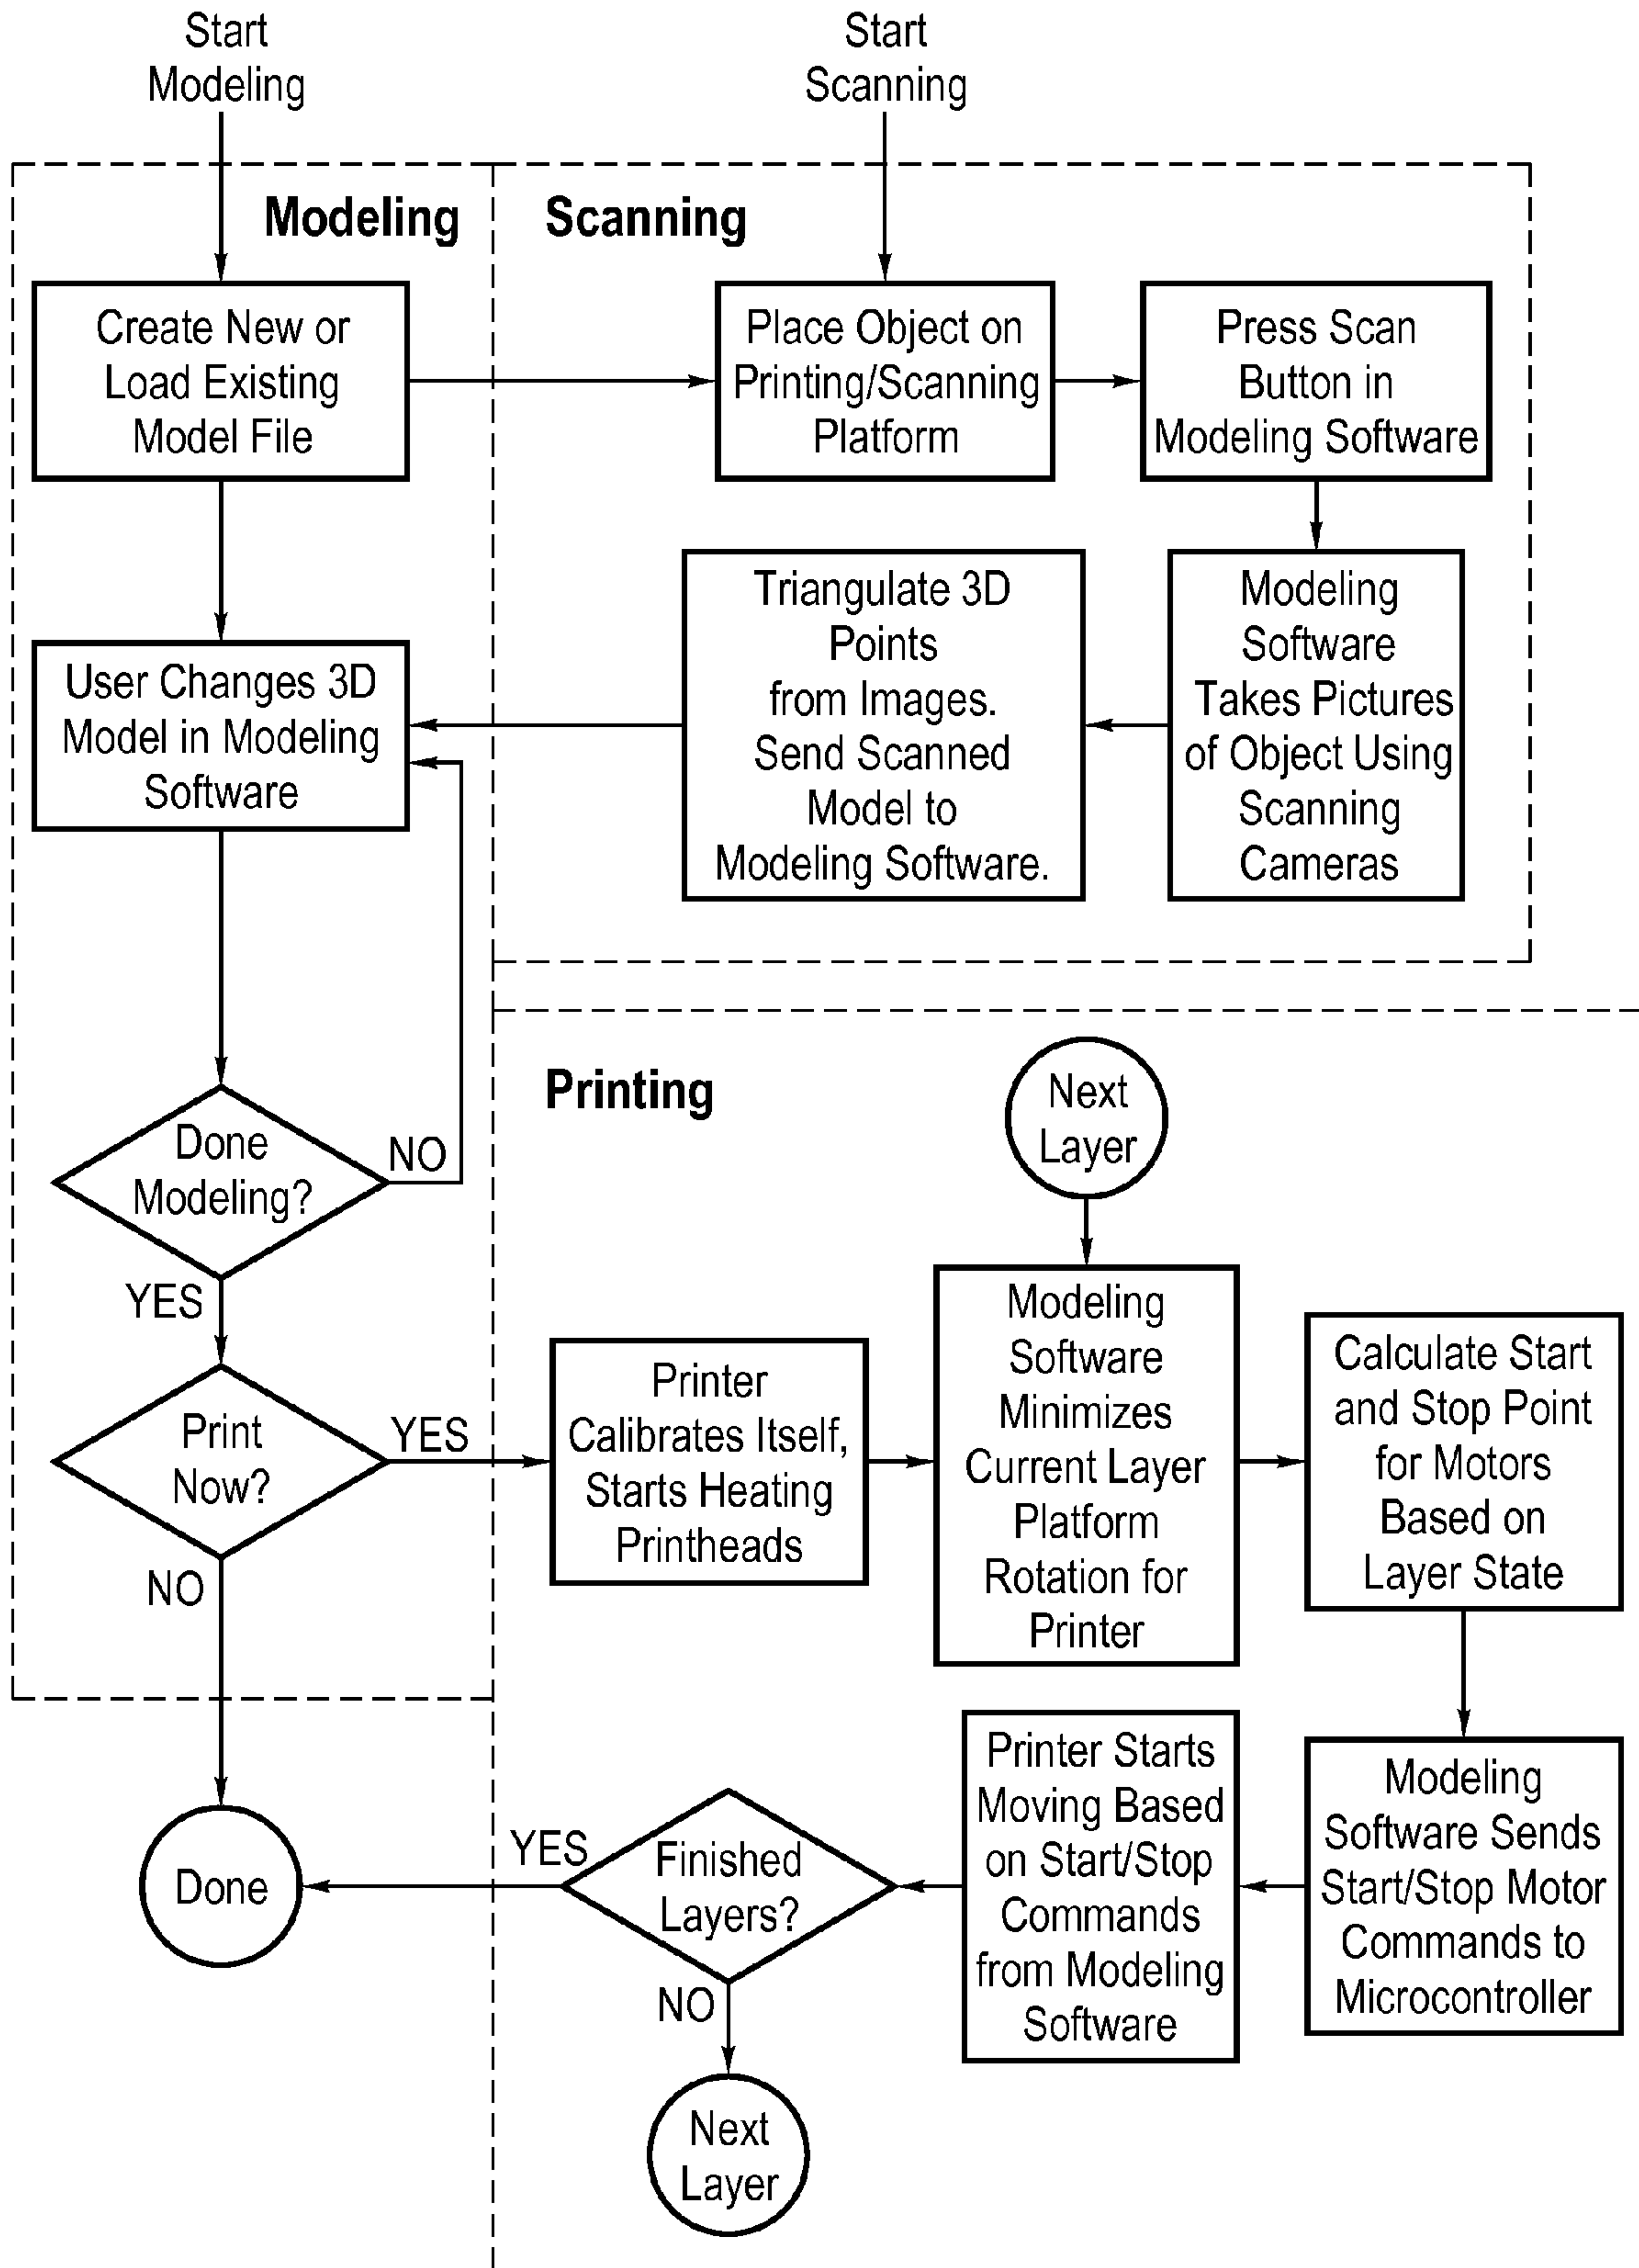 Start
Modeling
Start
Scanning
Modeling
Scanning
Create New or
Load Existing
Model File
Place Object on
Printing/Scanning
Platform
Press Scan
Button in
Modeling Software
User Changes 3D
Model in Modeling
Software
Triangulate 3D
Points
from Images.
Send Scanned
Model to
Modeling Software.
Modeling
Software
Takes Pictures
of Object Using
Scanning
Cameras
Done
Modeling?
NO
YES
Print
Now?
YES
NO
Printing
Next
Layer
Printer
Calibrates Itself,
Starts Heating
Printheads
Modeling
Software
Minimizes
Current Layer
Platform
Rotation for
Printer
Calculate Start
and Stop Point
for Motors
Based on
Layer State
Done
YES
Finished
Layers?
NO
Printer Starts
Moving Based
on Start/Stop
Commands
from Modeling
Software
Modeling
Software Sends
Start/Stop Motor
Commands to
Microcontroller
Next
Layer